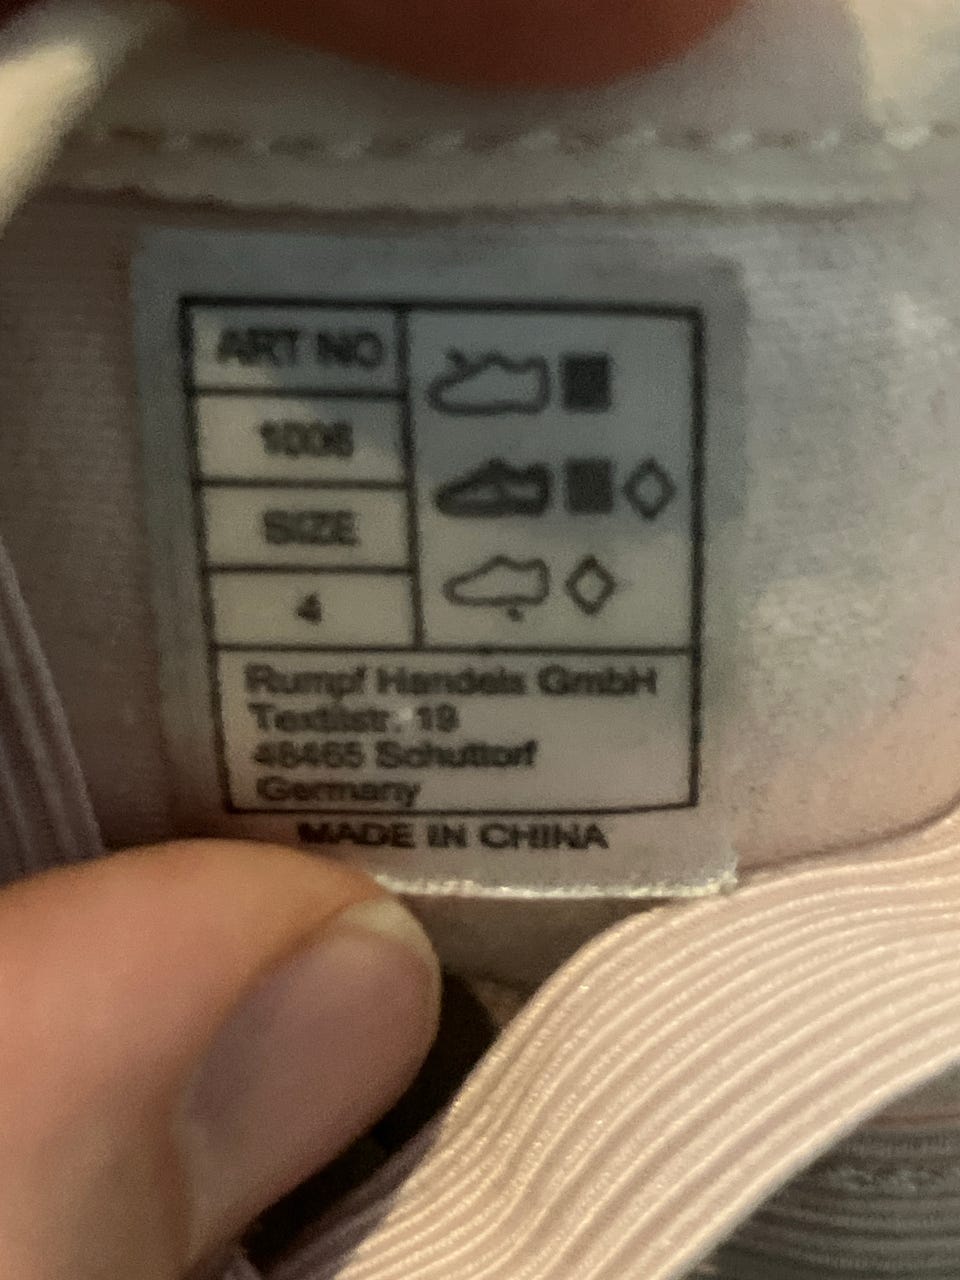 ART NO
1006
SIZE
4
Rumpf Handels GmbH
Textilstr. 19
48465 Schuttorf
Germany
MADE IN CHINA